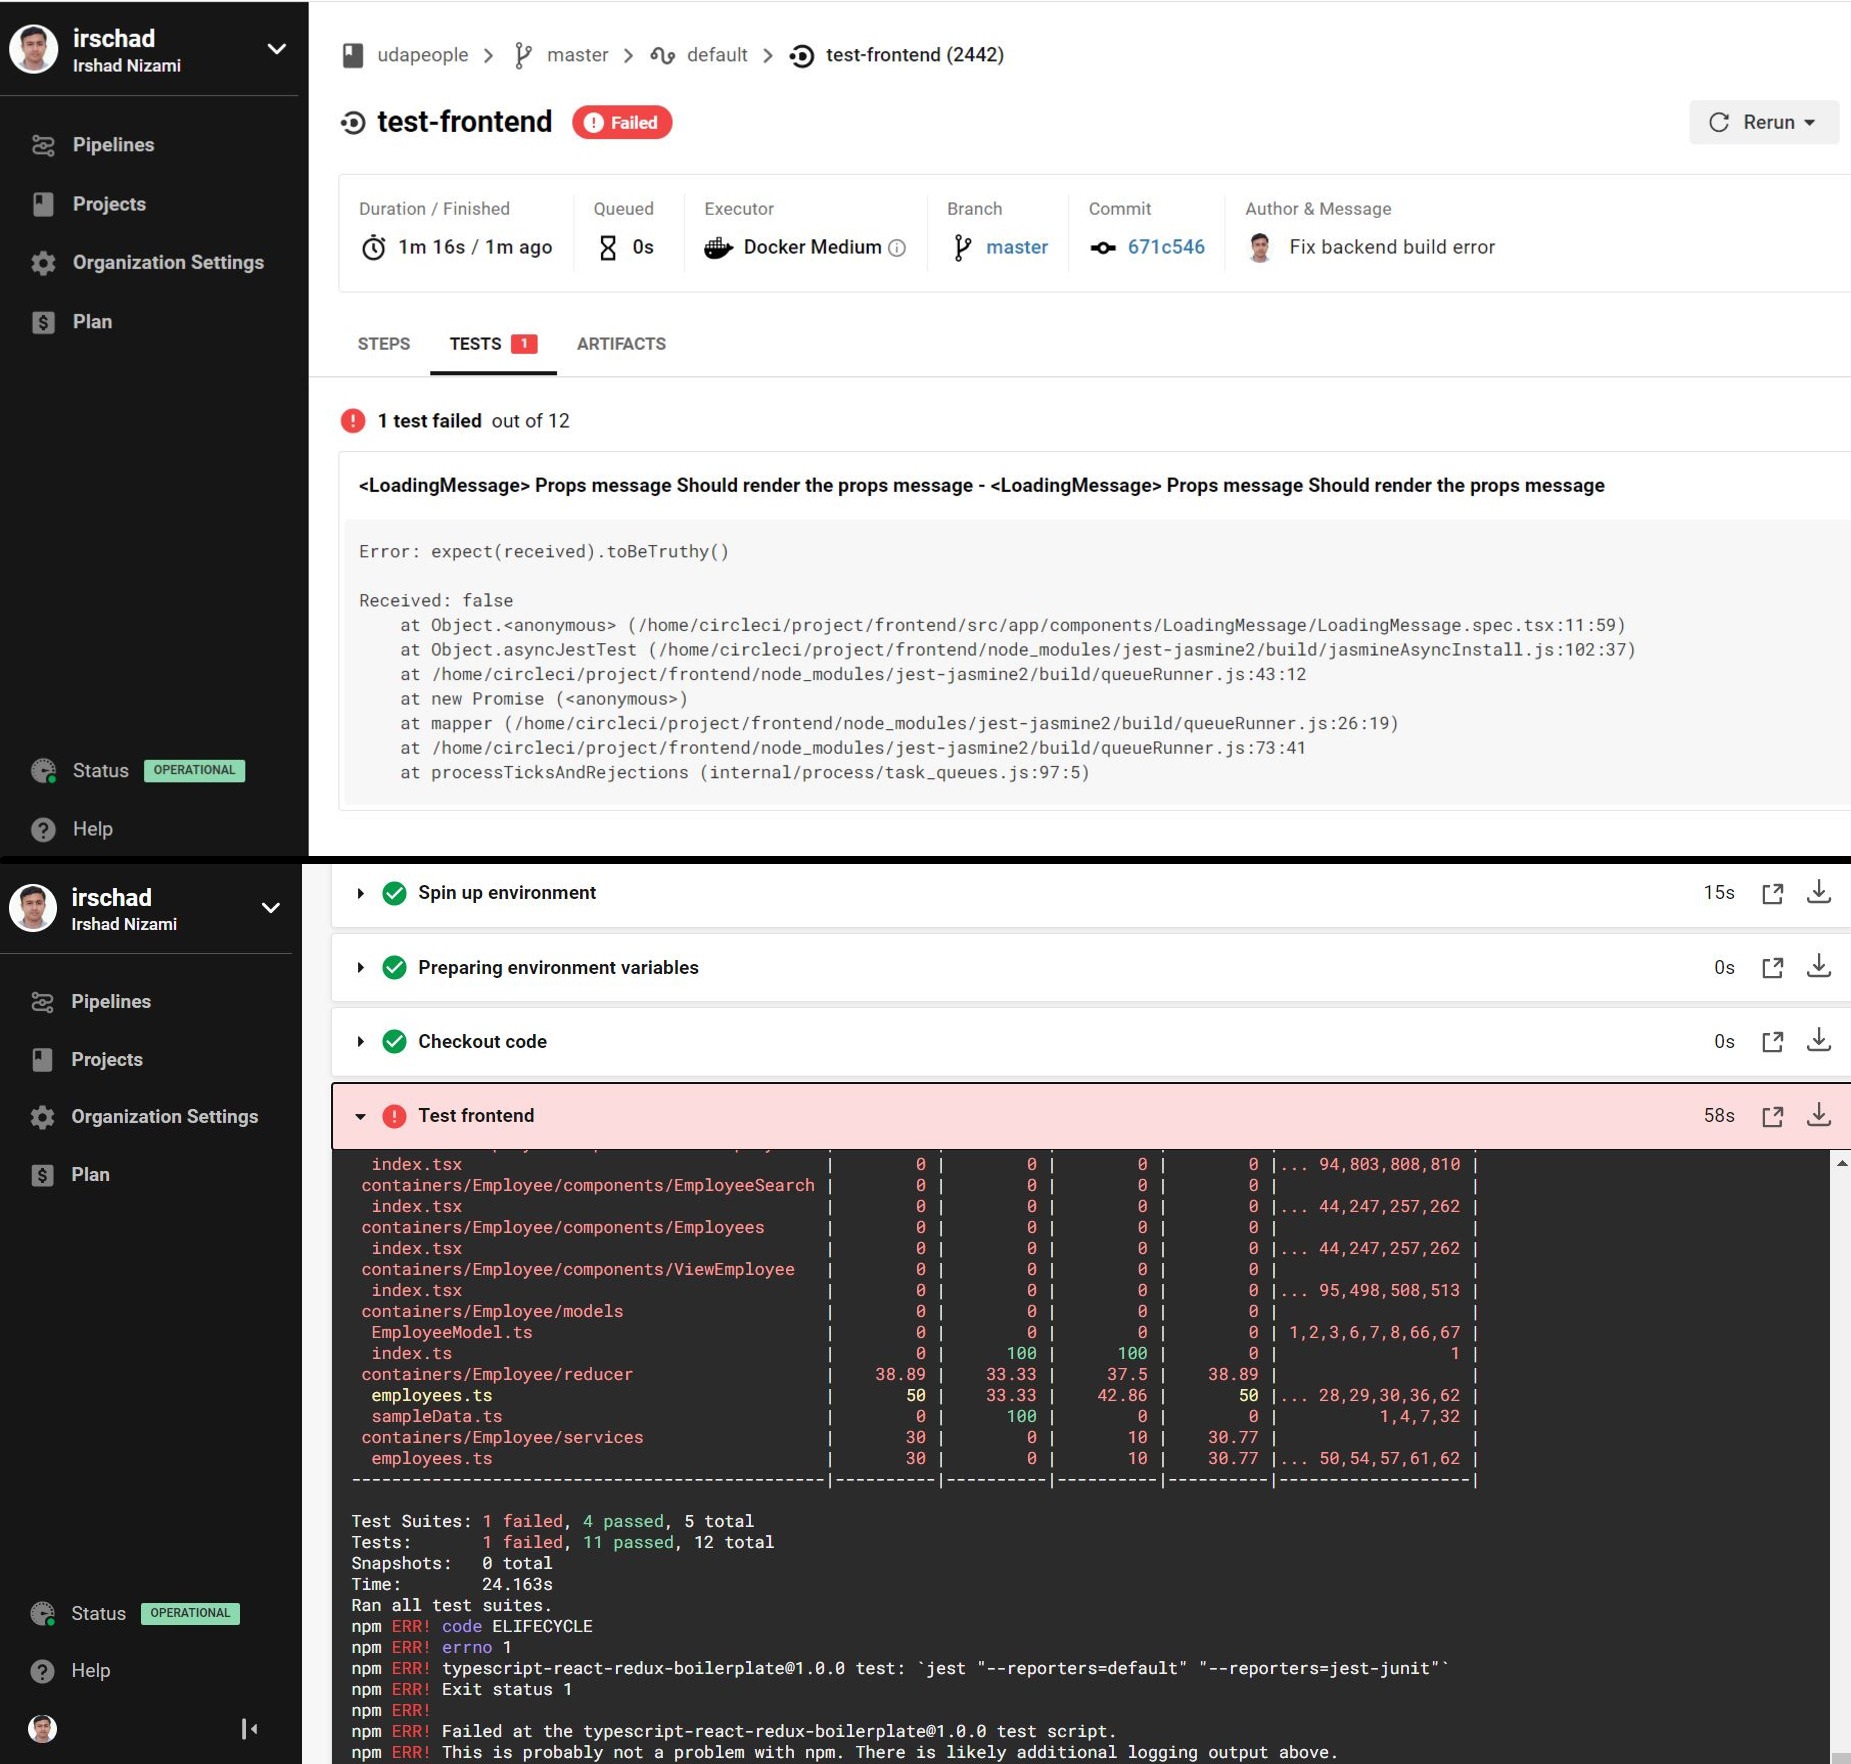 irschad
Irshad Nizami
Pipelines
Projects
Organization Settings
Plan
Status OPERATIONAL
Help
udapeople > master > default > test-frontend (2442)
test-frontend Failed
Rerun
Duration / Finished Queued Executor Branch Commit Author & Message
1m 16s / 1m ago 0s Docker Medium master 671c546 Fix backend build error
STEPS TESTS 1 ARTIFACTS
1 test failed out of 12
<LoadingMessage> Props message Should render the props message - <LoadingMessage> Props message Should render the props message
Error: expect(received).toBeTruthy()
Received: false
at Object.<anonymous> (/home/circleci/project/frontend/src/app/components/LoadingMessage/LoadingMessage.spec.tsx:11:59)
at Object.asyncJestTest (/home/circleci/project/frontend/node_modules/jest-jasmine2/build/jasmineAsyncInstall.js:102:37)
at /home/circleci/project/frontend/node_modules/jest-jasmine2/build/queueRunner.js:43:12
at new Promise (<anonymous>)
at mapper (/home/circleci/project/frontend/node_modules/jest-jasmine2/build/queueRunner.js:26:19)
at /home/circleci/project/frontend/node_modules/jest-jasmine2/build/queueRunner.js:73:41
at processTicksAndRejections (internal/process/task_queues.js:97:5)
irschad
Irshad Nizami
Pipelines
Projects
Organization Settings
Plan
Status OPERATIONAL
Help
Spin up environment 15s
Preparing environment variables 0s
Checkout code 0s
Test frontend 58s
index.tsx | 0 | 0 | 0 | 0 |... 94,803,808,810 |
containers/Employee/components/EmployeeSearch | 0 | 0 | 0 | 0 | |
index.tsx | 0 | 0 | 0 | 0 |... 44,247,257,262 |
containers/Employee/components/Employees | 0 | 0 | 0 | 0 | |
index.tsx | 0 | 0 | 0 | 0 |... 44,247,257,262 |
containers/Employee/components/ViewEmployee | 0 | 0 | 0 | 0 | |
index.tsx | 0 | 0 | 0 | 0 |... 95,498,508,513 |
containers/Employee/models | 0 | 0 | 0 | 0 | |
EmployeeModel.ts | 0 | 0 | 0 | 0 | 1,2,3,6,7,8,66,67 |
index.ts | 0 | 100 | 100 | 0 | 1 |
containers/Employee/reducer | 38.89 | 33.33 | 37.5 | 38.89 | |
employees.ts | 50 | 33.33 | 42.86 | 50 |... 28,29,30,36,62 |
sampleData.ts | 0 | 100 | 0 | 0 | 1,4,7,32 |
containers/Employee/services | 30 | 0 | 10 | 30.77 | |
employees.ts | 30 | 0 | 10 | 30.77 |... 50,54,57,61,62 |
-----------------------------------------------|----------|----------|----------|----------|-------------------|
Test Suites: 1 failed, 4 passed, 5 total
Tests: 1 failed, 11 passed, 12 total
Snapshots: 0 total
Time: 24.163s
Ran all test suites.
npm ERR! code ELIFECYCLE
npm ERR! errno 1
npm ERR! typescript-react-redux-boilerplate@1.0.0 test: `jest "--reporters=default" "--reporters=jest-junit"`
npm ERR! Exit status 1
npm ERR!
npm ERR! Failed at the typescript-react-redux-boilerplate@1.0.0 test script.
npm ERR! This is probably not a problem with npm. There is likely additional logging output above.